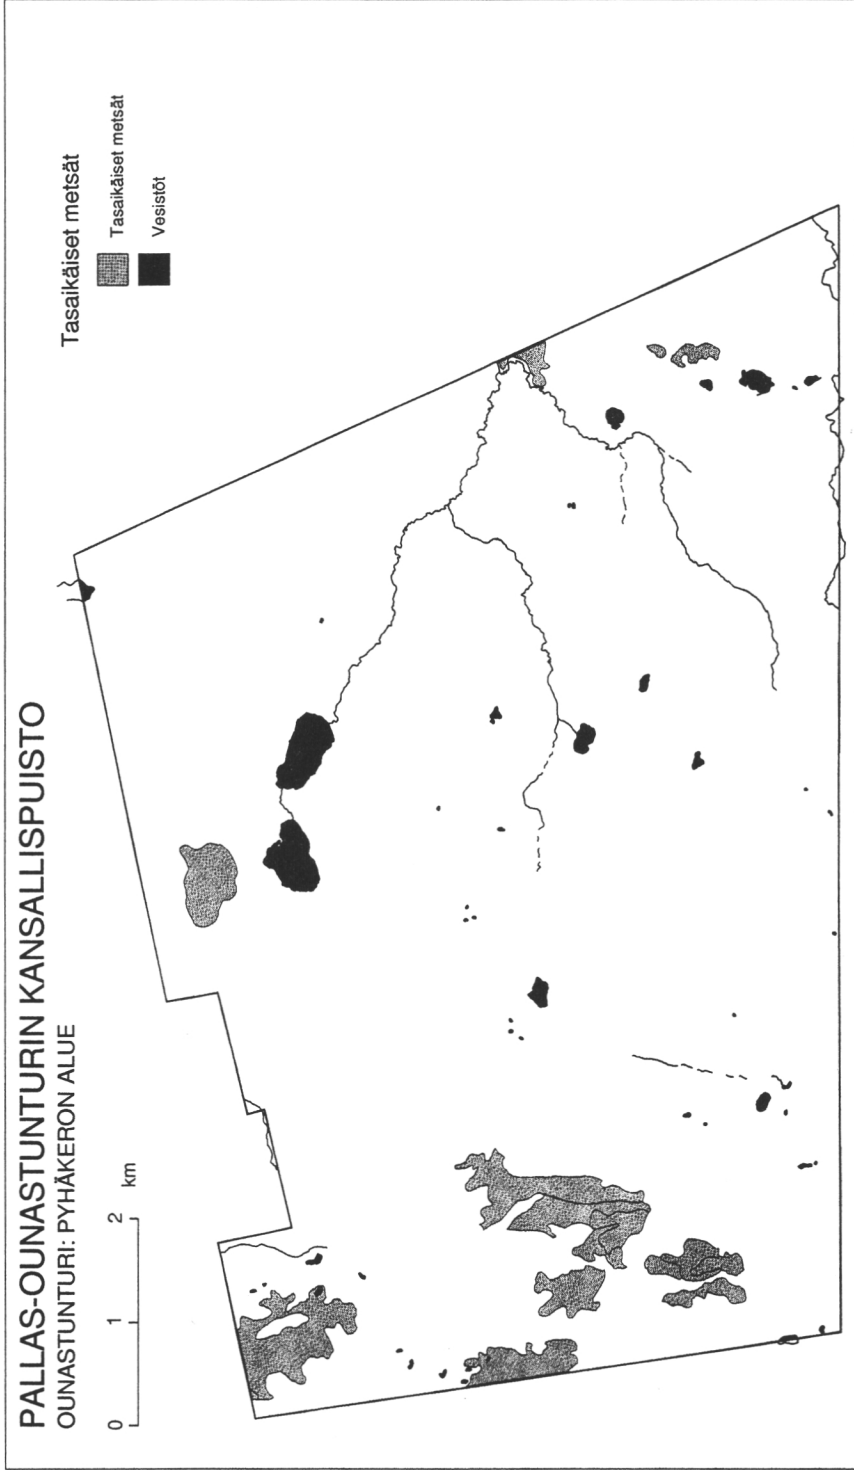 PALLAS-OUNASTUNTURIN KANSALLISPUISTO
OUNASTUNTURI: PYHÄKERON ALUE
0 1 2 km
Tasaikäiset metsät
Tasaikäiset metsät
Vesistöt